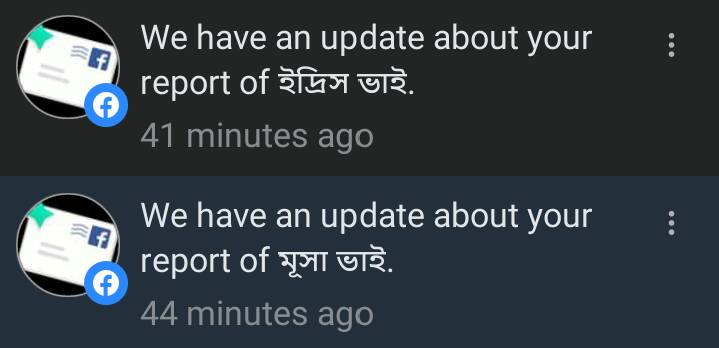 We have an update about your
report of ইদ্রিস ভাই.
41 minutes ago
We have an update about your
report of মূসা ভাই.
44 minutes ago